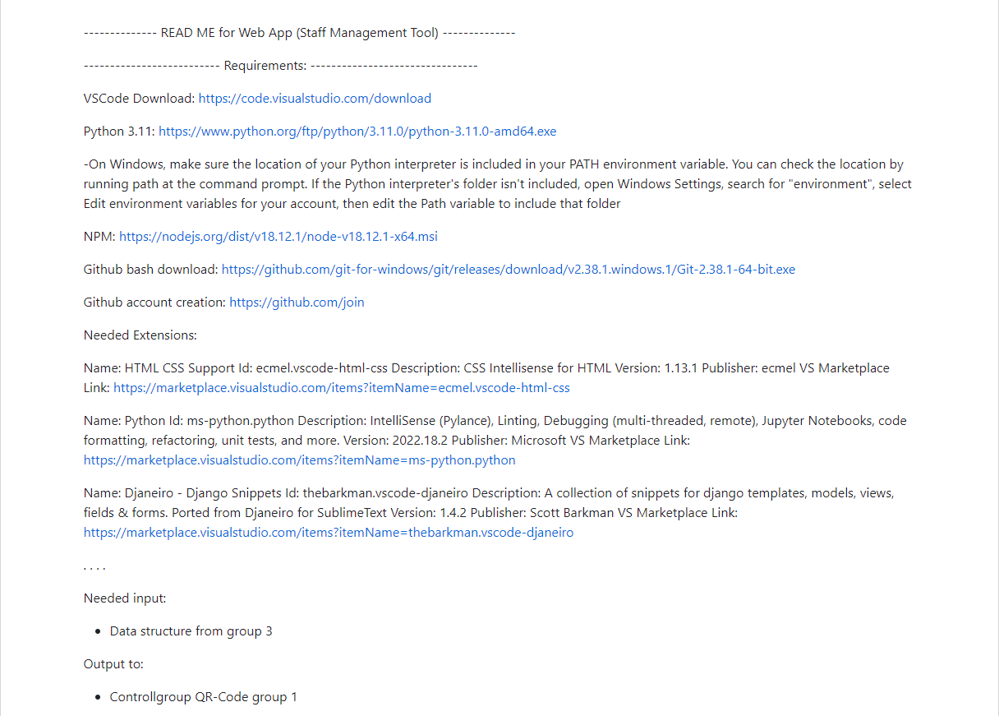 -------------- READ ME for Web App (Staff Management Tool) --------------
-------------------------- Requirements: --------------------------------
VSCode Download: https://code.visualstudio.com/download
Python 3.11: https://www.python.org/ftp/python/3.11.0/python-3.11.0-amd64.exe
-On Windows, make sure the location of your Python interpreter is included in your PATH environment variable. You can check the location by
running path at the command prompt. If the Python interpreter's folder isn't included, open Windows Settings, search for "environment", select
Edit environment variables for your account, then edit the Path variable to include that folder
NPM: https://nodejs.org/dist/v18.12.1/node-v18.12.1-x64.msi
Github bash download: https://github.com/git-for-windows/git/releases/download/v2.38.1.windows.1/Git-2.38.1-64-bit.exe
Github account creation: https://github.com/join
Needed Extensions:
Name: HTML CSS Support Id: ecmel.vscode-html-css Description: CSS Intellisense for HTML Version: 1.13.1 Publisher: ecmel VS Marketplace
Link: https://marketplace.visualstudio.com/items?itemName=ecmel.vscode-html-css
Name: Python Id: ms-python.python Description: IntelliSense (Pylance), Linting, Debugging (multi-threaded, remote), Jupyter Notebooks, code
formatting, refactoring, unit tests, and more. Version: 2022.18.2 Publisher: Microsoft VS Marketplace Link:
https://marketplace.visualstudio.com/items?itemName=ms-python.python
Name: Djaneiro - Django Snippets Id: thebarkman.vscode-djaneiro Description: A collection of snippets for django templates, models, views,
fields & forms. Ported from Djaneiro for SublimeText Version: 1.4.2 Publisher: Scott Barkman VS Marketplace Link:
https://marketplace.visualstudio.com/items?itemName=thebarkman.vscode-djaneiro
. . . .
Needed input:
• Data structure from group 3
Output to:
• Controllgroup QR-Code group 1